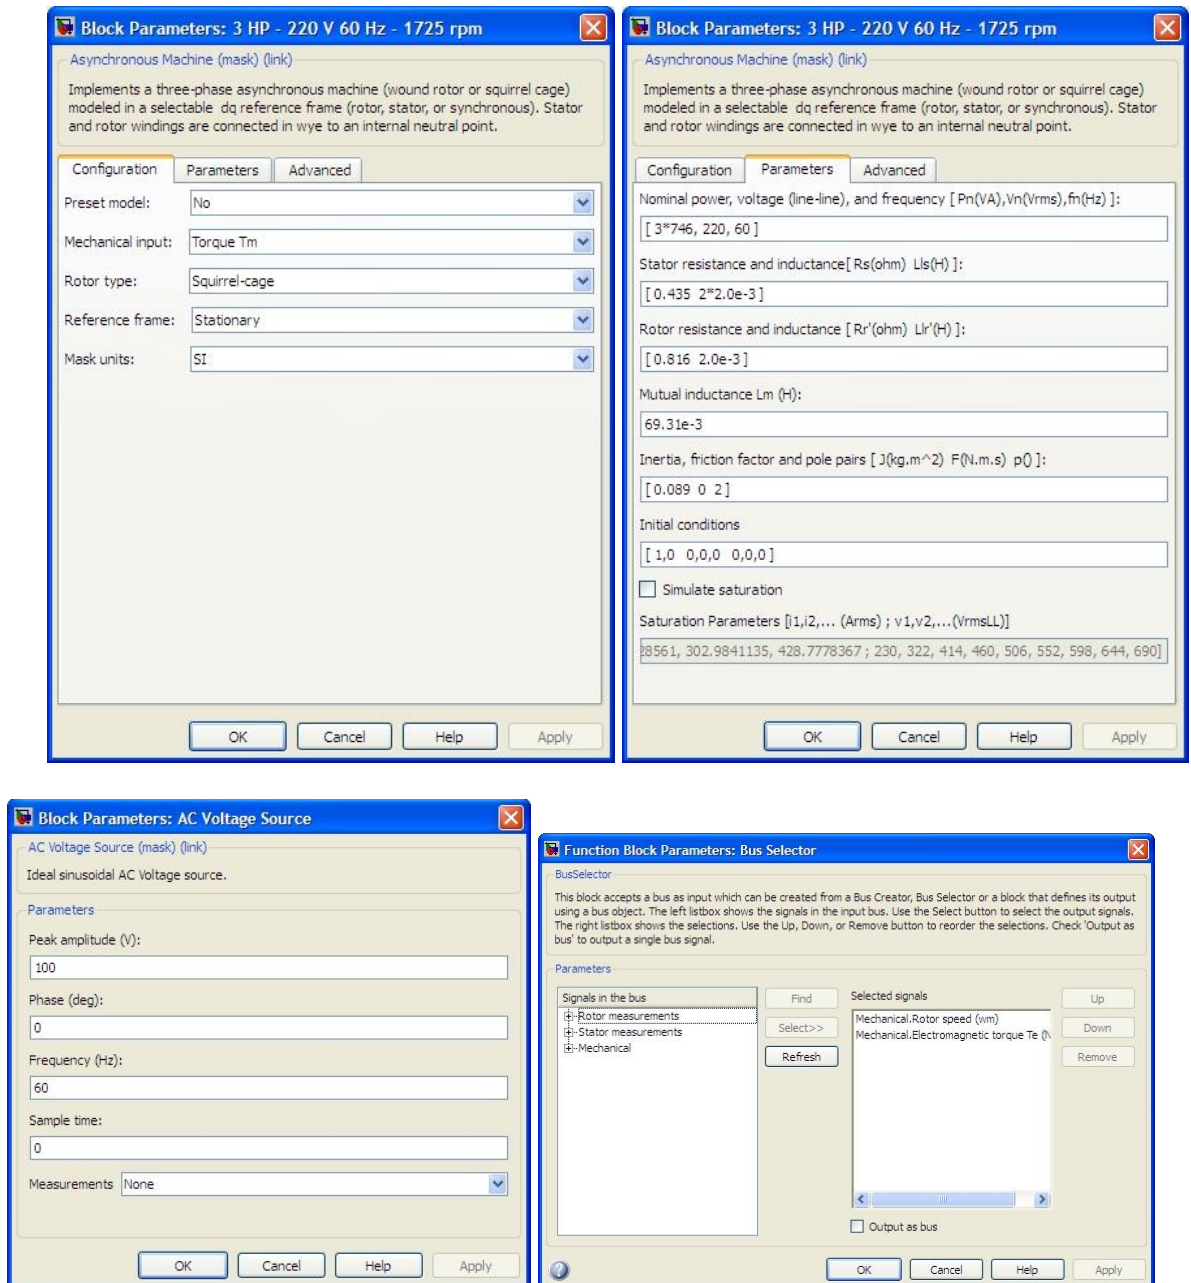 Block Parameters: 3 HP - 220 V 60 Hz - 1725 rpm
Asynchronous Machine (mask) (link)
Implements a three-phase asynchronous machine (wound rotor or squirrel cage)
modeled in a selectable dq reference frame (rotor, stator, or synchronous). Stator
and rotor windings are connected in wye to an internal neutral point.
Configuration Parameters Advanced
Preset model: No
Mechanical input: Torque Tm
Rotor type: Squirrel-cage
Reference frame: Stationary
Mask units: SI
OK Cancel Help Apply
Block Parameters: 3 HP - 220 V 60 Hz - 1725 rpm
Asynchronous Machine (mask) (link)
Implements a three-phase asynchronous machine (wound rotor or squirrel cage)
modeled in a selectable dq reference frame (rotor, stator, or synchronous). Stator
and rotor windings are connected in wye to an internal neutral point.
Configuration Parameters Advanced
Nominal power, voltage (line-line), and frequency [ Pn(VA),Vn(Vrms),fn(Hz) ]:
[ 3*746, 220, 60 ]
Stator resistance and inductance[ Rs(ohm) Lls(H) ]:
[ 0.435 2*2.0e-3 ]
Rotor resistance and inductance [ Rr'(ohm) Llr'(H) ]:
[ 0.816 2.0e-3 ]
Mutual inductance Lm (H):
69.31e-3
Inertia, friction factor and pole pairs [ J(kg.m^2) F(N.m.s) p() ]:
[ 0.089 0 2 ]
Initial conditions
[ 1,0 0,0,0 0,0,0 ]
Simulate saturation
Saturation Parameters [i1,i2,... (Arms) ; v1,v2,...(VrmsLL)]
28561, 302.9841135, 428.7778367 ; 230, 322, 414, 460, 506, 552, 598, 644, 690]
OK Cancel Help Apply
Block Parameters: AC Voltage Source
AC Voltage Source (mask) (link)
Ideal sinusoidal AC Voltage source.
Parameters
Peak amplitude (V):
100
Phase (deg):
0
Frequency (Hz):
60
Sample time:
0
Measurements None
OK Cancel Help Apply
Function Block Parameters: Bus Selector
BusSelector
This block accepts a bus as input which can be created from a Bus Creator, Bus Selector or a block that defines its output
using a bus object. The left listbox shows the signals in the input bus. Use the Select button to select the output signals.
The right listbox shows the selections. Use the Up, Down, or Remove button to reorder the selections. Check 'Output as
bus' to output a single bus signal.
Parameters
Signals in the bus
Rotor measurements
Stator measurements
Mechanical
Find
Select>>
Refresh
Selected signals
Mechanical.Rotor speed (wm)
Mechanical.Electromagnetic torque Te (N
Up
Down
Remove
Output as bus
OK Cancel Help Apply